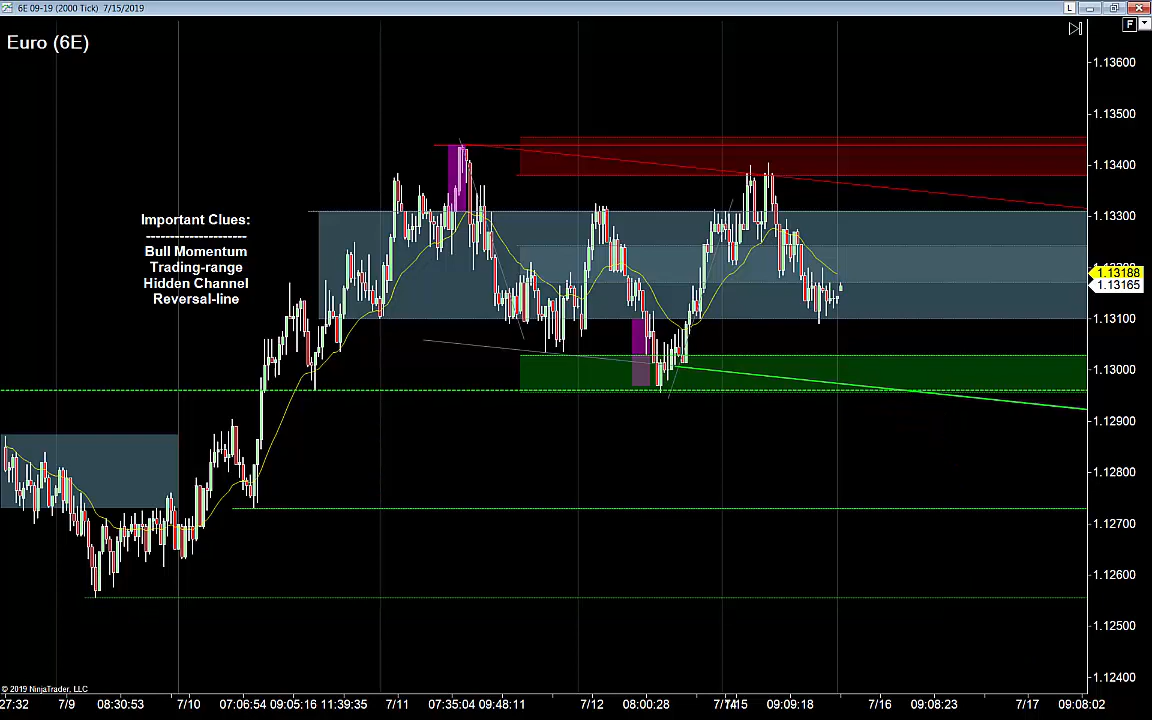 6E 09-19 (2000 Tick) 7/15/2019
L
F
Euro (6E)
1.13600
1.13500
1.13400
1.13300
1.13188
1.13165
1.13100
1.13000
1.12900
1.12800
1.12700
1.12600
1.12500
1.12400
Important Clues:
--------------------
Bull Momentum
Trading-range
Hidden Channel
Reversal-line
© 2019 NinjaTrader, LLC
27:32 7/9 08:30:53 7/10 07:06:54 09:05:16 11:39:35 7/11 07:35:04 09:48:11 7/12 08:00:28 09:09:18 7/16 09:08:23 7/17 09:08:02